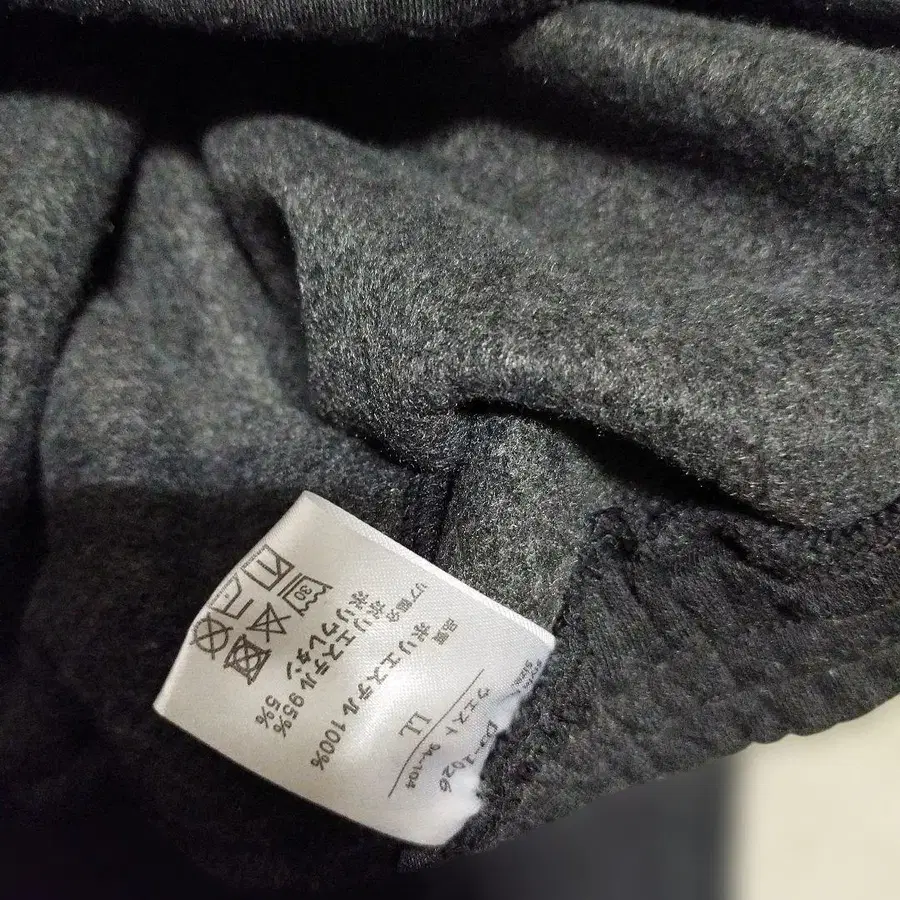 LL
ウエスト 94-104
品質
ポリエステル 100%
リブ部分
ポリエステル 95%
ポリウレタン 5%
30